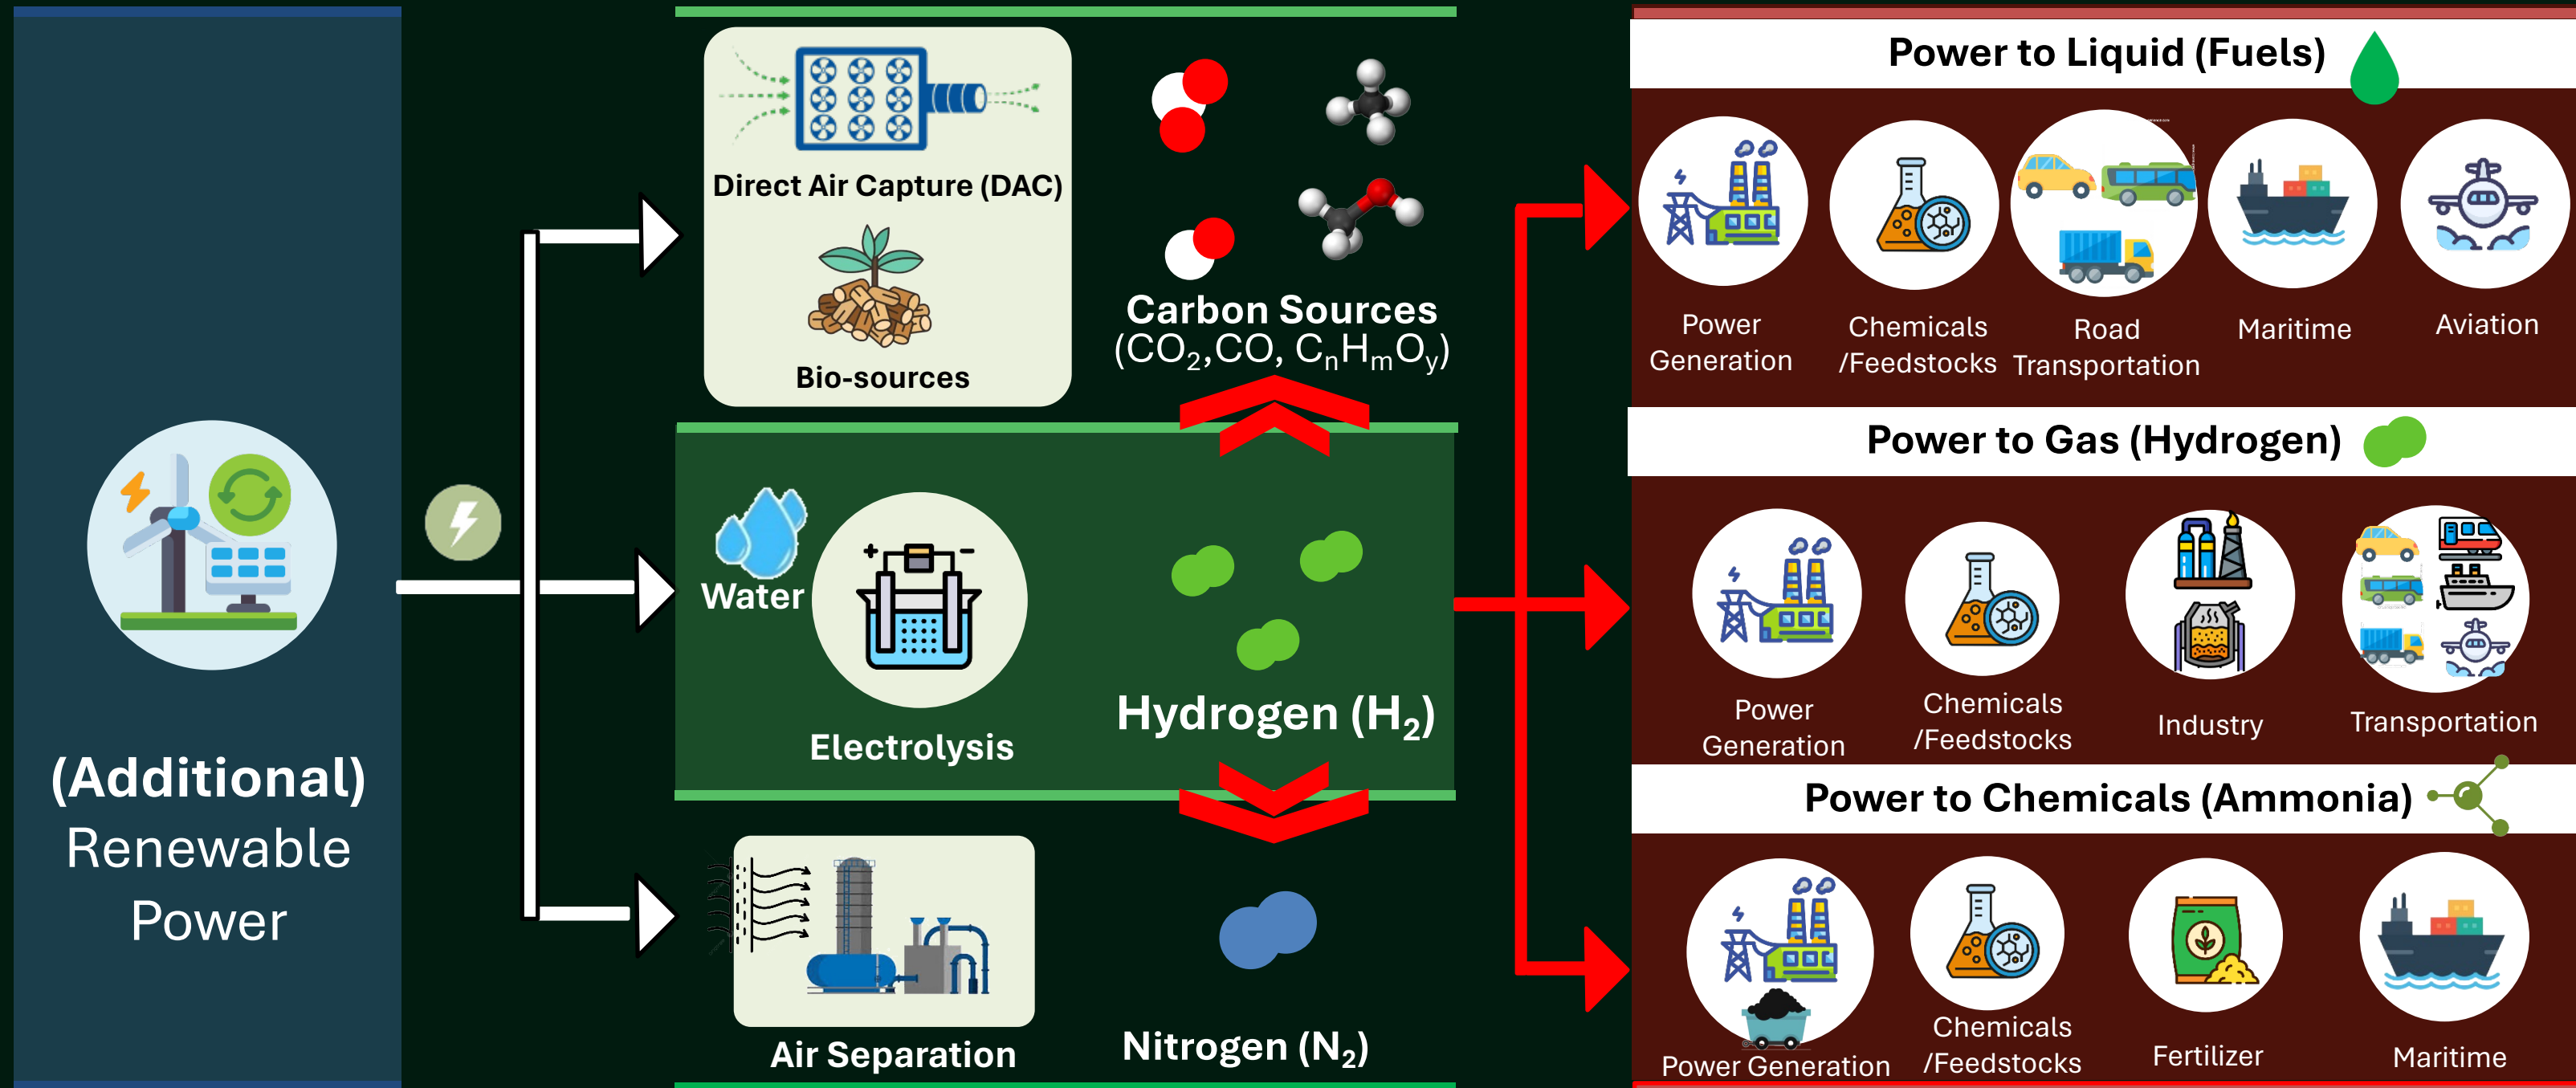 (Additional)
Renewable
Power
Direct Air Capture (DAC)
Bio-sources
Carbon Sources
(CO₂,CO, CₙHₘOᵧ)
Water
Electrolysis
Hydrogen (H₂)
Air Separation
Nitrogen (N₂)
Power to Liquid (Fuels)
Power
Generation
Chemicals
/Feedstocks
Road
Transportation
Maritime
Aviation
Power to Gas (Hydrogen)
Power
Generation
Chemicals
/Feedstocks
Industry
Transportation
Power to Chemicals (Ammonia)
Power Generation
Chemicals
/Feedstocks
Fertilizer
Maritime